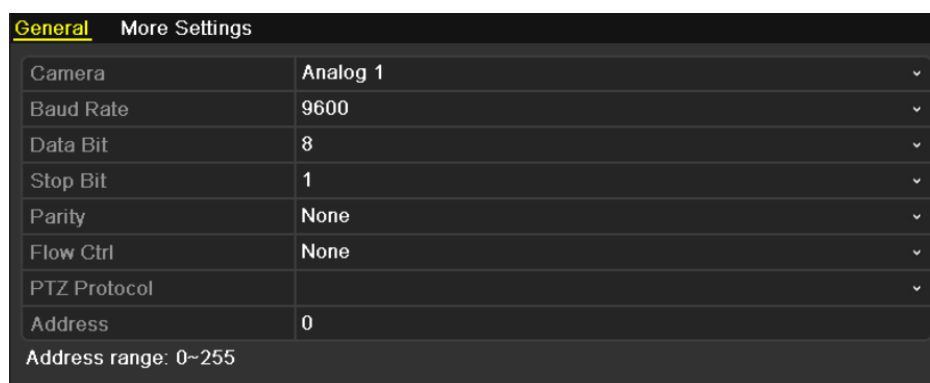 General More Settings
Camera Analog 1
Baud Rate 9600
Data Bit 8
Stop Bit 1
Parity None
Flow Ctrl None
PTZ Protocol
Address 0
Address range: 0~255